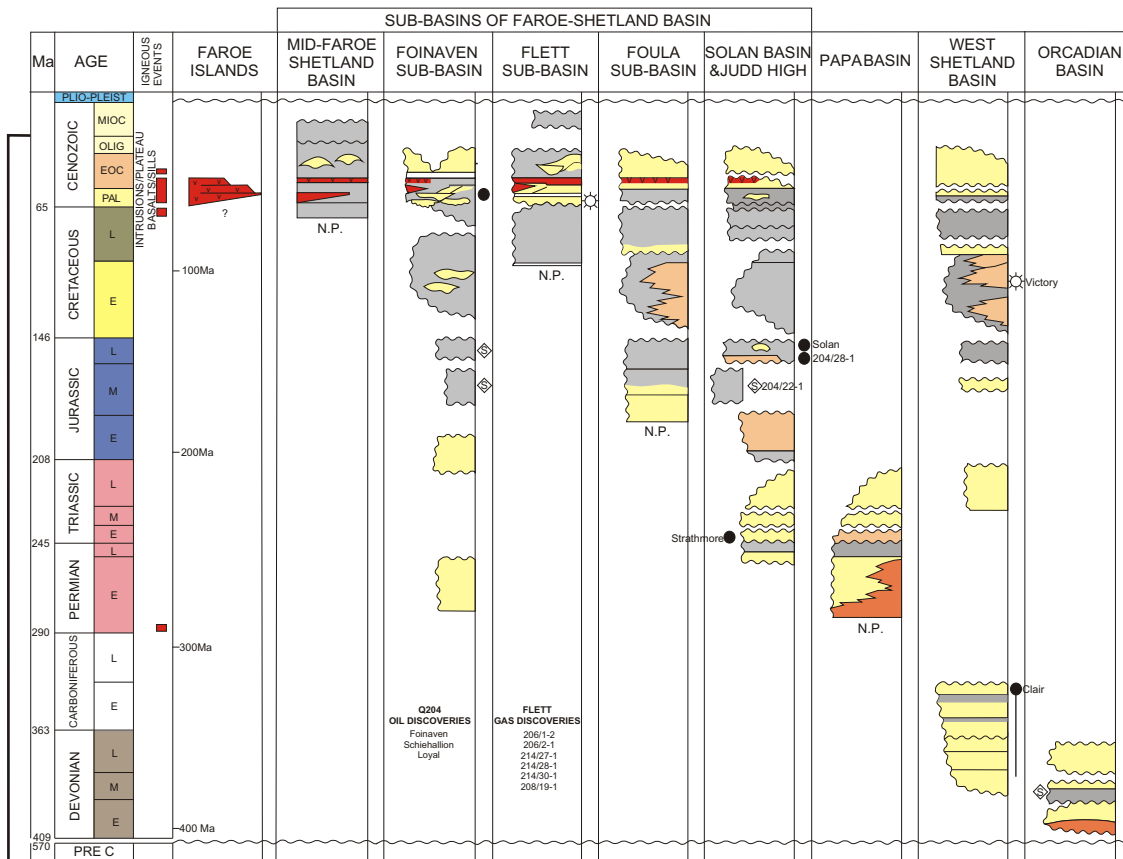 SUB-BASINS OF FAROE-SHETLAND BASIN
Ma
AGE
IGNEOUS
EVENTS
FAROE
ISLANDS
MID-FAROE
SHETLAND
BASIN
FOINAVEN
SUB-BASIN
FLETT
SUB-BASIN
FOULA
SUB-BASIN
SOLAN BASIN
&JUDD HIGH
PAPABASIN
WEST
SHETLAND
BASIN
ORCADIAN
BASIN
PLIO-PLEIST
CENOZOIC
MIOC
OLIG
EOC
PAL
INTRUSIONS/PLATEAU
BASALTS/SILLS
65
?
N.P.
CRETACEOUS
L
E
100Ma
N.P.
Victory
146
JURASSIC
L
M
E
S
S
Solan
204/28-1
S
204/22-1
N.P.
200Ma
208
TRIASSIC
L
M
E
Strathmore
245
PERMIAN
L
E
N.P.
290
CARBONIFEROUS
L
E
300Ma
Clair
363
Q204
OIL DISCOVERIES
Foinaven
Schiehallion
Loyal
FLETT
GAS DISCOVERIES
206/1-2
206/2-1
214/27-1
214/28-1
214/30-1
208/19-1
DEVONIAN
L
M
E
S
400 Ma
409
570
PRE C